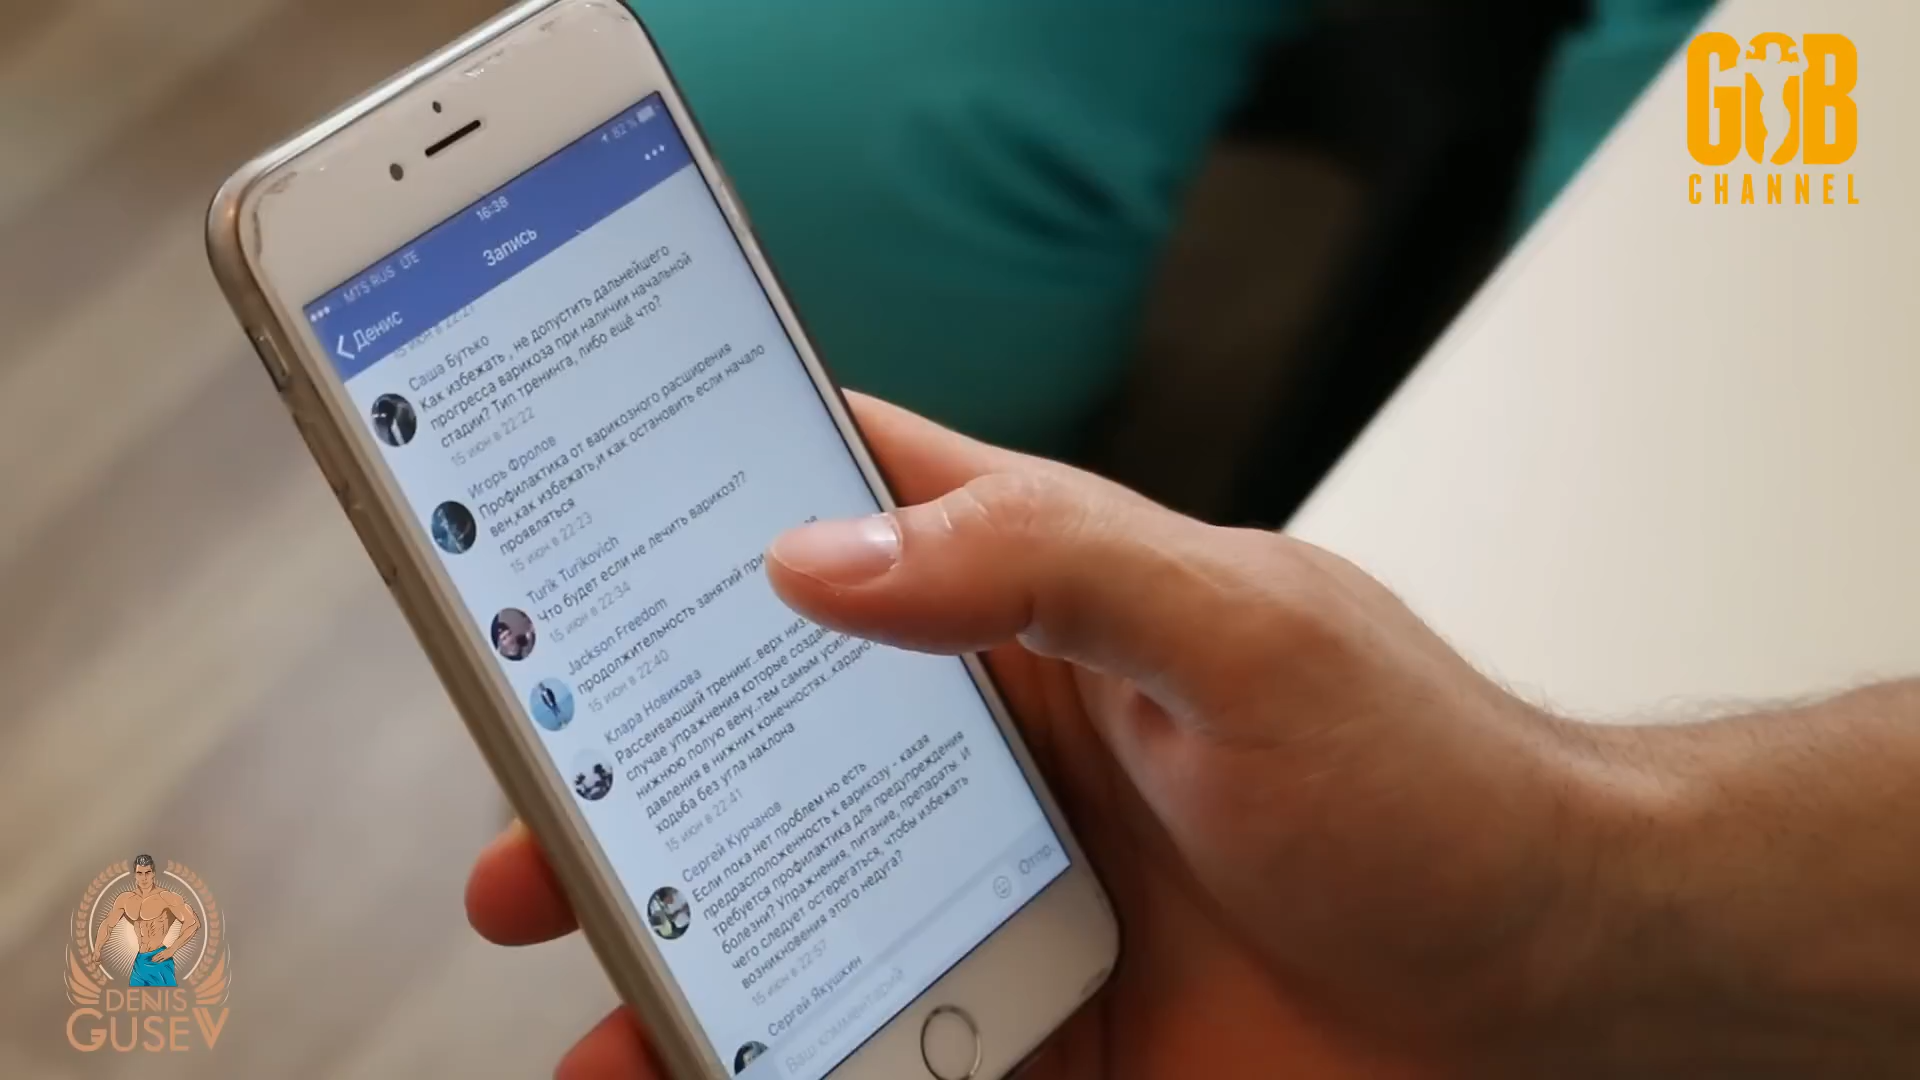 GOB
CHANNEL
MTS RUS LTE
16:38
82 %
Денис
Запись
15 июн в 22:21
Саша Бутько
Как избежать , не допустить дальнейшего
прогресса варикоза при наличии начальной
стадии? Тип тренинга, либо ещё что?
15 июн в 22:22
Игорь Фролов
Профилактика от варикозного расширения
вен,как избежать,и как остановить если начало
проявляться
15 июн в 22:23
Turik Turikovich
Что будет если не лечить варикоз??
15 июн в 22:34
Jackson Freedom
продолжительность занятий при
15 июн в 22:40
Клара Новикова
Рассеивающий тренинг..верх низ.
случае упражнения которые создаю
нижнюю полую вену..тем самым усил
давления в нижних конечностях..кардио
ходьба без угла наклона
15 июн в 22:41
Сергей Курчанов
Если пока нет проблем но есть
предрасположенность к варикозу - какая
требуется профилактика для предупреждения
болезни? Упражнения, питание, препараты. И
чего следует остерегаться, чтобы избежать
возникновения этого недуга?
15 июн в 22:57
Сергей Якушкин
Ваш комментарий
Отпр.
DENIS
GUSEV